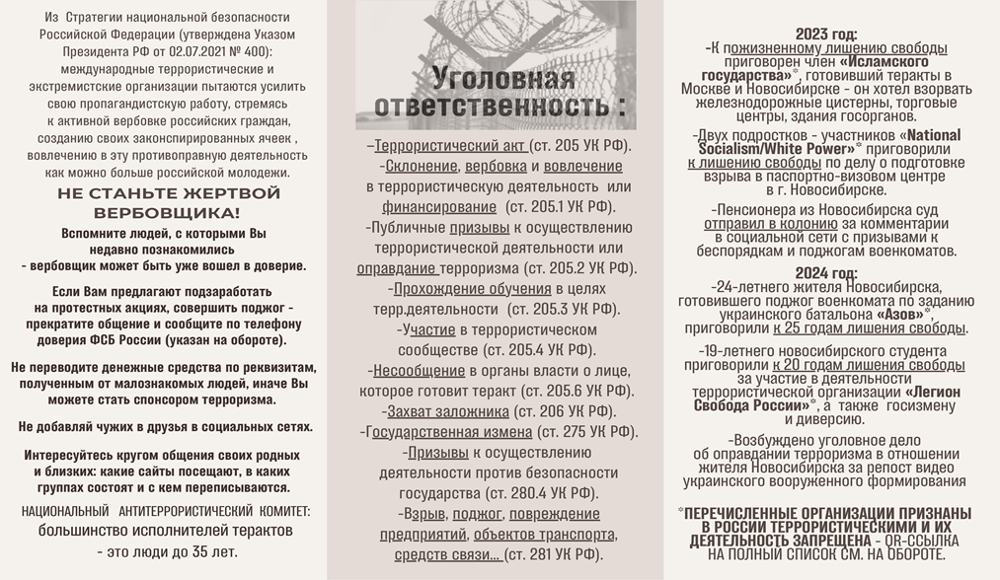 Из Стратегии национальной безопасности
Российской Федерации (утверждена Указом
Президента РФ от 02.07.2021 № 400):
международные террористические и
экстремистские организации пытаются усилить
свою пропагандистскую работу, стремясь
к активной вербовке российских граждан,
созданию своих законспирированных ячеек ,
вовлечению в эту противоправную деятельность
как можно больше российской молодежи.
НЕ СТАНЬТЕ ЖЕРТВОЙ
ВЕРБОВЩИКА!
Вспомните людей, с которыми Вы
недавно познакомились
- вербовщик может быть уже вошел в доверие.
Если Вам предлагают подзаработать
на протестных акциях, совершить поджог -
прекратите общение и сообщите по телефону
доверия ФСБ России (указан на обороте).
Не переводите денежные средства по реквизитам,
полученным от малознакомых людей, иначе Вы
можете стать спонсором терроризма.
Не добавляй чужих в друзья в социальных сетях.
Интересуйтесь кругом общения своих родных
и близких: какие сайты посещают, в каких
группах состоят и с кем переписываются.
НАЦИОНАЛЬНЫЙ АНТИТЕРРОРИСТИЧЕСКИЙ КОМИТЕТ:
большинство исполнителей терактов
- это люди до 35 лет.
Уголовная
ответственность :
–Террористический акт (ст. 205 УК РФ).
-Склонение, вербовка и вовлечение
в террористическую деятельность или
финансирование (ст. 205.1 УК РФ).
-Публичные призывы к осуществлению
террористической деятельности или
оправдание терроризма (ст. 205.2 УК РФ).
-Прохождение обучения в целях
терр.деятельности (ст. 205.3 УК РФ).
-Участие в террористическом
сообществе (ст. 205.4 УК РФ).
-Несообщение в органы власти о лице,
которое готовит теракт (ст. 205.6 УК РФ).
-Захват заложника (ст. 206 УК РФ).
-Государственная измена (ст. 275 УК РФ).
-Призывы к осуществлению
деятельности против безопасности
государства (ст. 280.4 УК РФ).
-Взрыв, поджог, повреждение
предприятий, объектов транспорта,
средств связи... (ст. 281 УК РФ).
2023 год:
-К пожизненному лишению свободы
приговорен член «Исламского
государства»*, готовивший теракты в
Москве и Новосибирске - он хотел взорвать
железнодорожные цистерны, торговые
центры, здания госорганов.
-Двух подростков - участников «National
Socialism/White Power»* приговорили
к лишению свободы по делу о подготовке
взрыва в паспортно-визовом центре
в г. Новосибирске.
-Пенсионера из Новосибирска суд
отправил в колонию за комментарии
в социальной сети с призывами к
беспорядкам и поджогам военкоматов.
2024 год:
-24-летнего жителя Новосибирска,
готовившего поджог военкомата по заданию
украинского батальона «Азов»*,
приговорили к 25 годам лишения свободы.
-19-летнего новосибирского студента
приговорили к 20 годам лишения свободы
за участие в деятельности
террористической организации «Легион
Свобода России»*, а также госизмену
и диверсию.
-Возбуждено уголовное дело
об оправдании терроризма в отношении
жителя Новосибирска за репост видео
украинского вооруженного формирования
*ПЕРЕЧИСЛЕННЫЕ ОРГАНИЗАЦИИ ПРИЗНАНЫ
В РОССИИ ТЕРРОРИСТИЧЕСКИМИ И ИХ
ДЕЯТЕЛЬНОСТЬ ЗАПРЕЩЕНА - QR-ССЫЛКА
НА ПОЛНЫЙ СПИСОК СМ. НА ОБОРОТЕ.